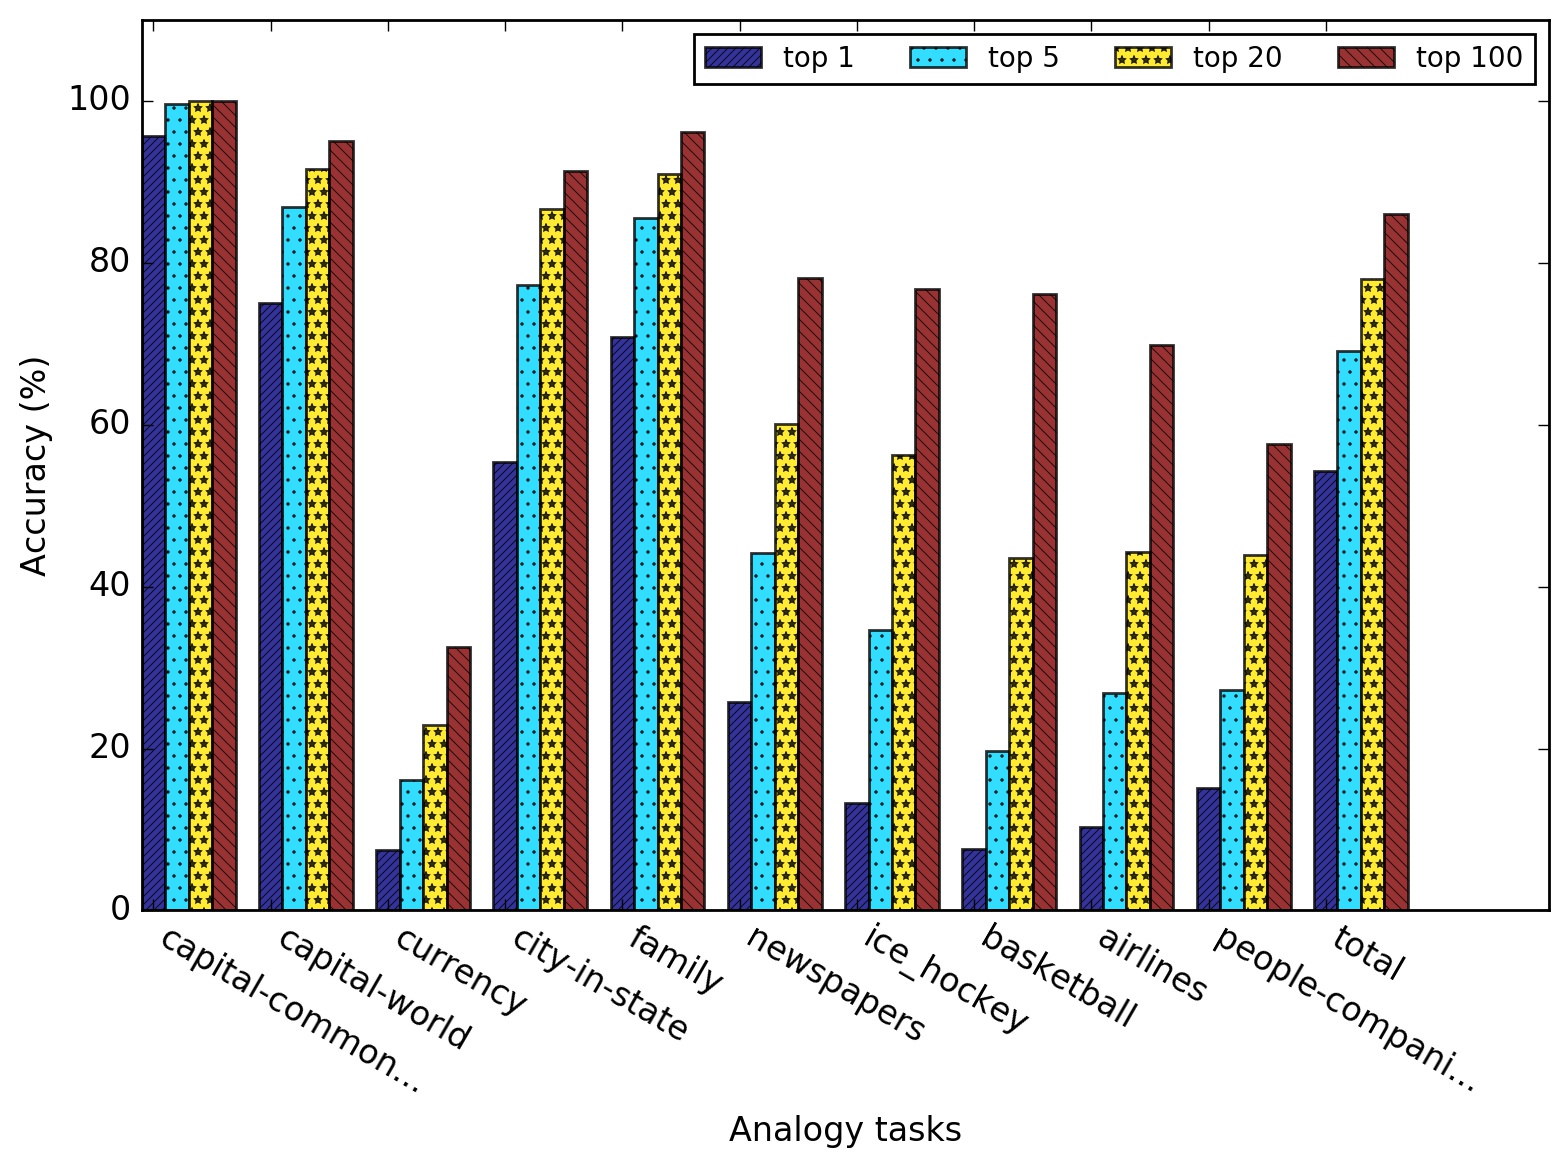 top 1 top 5 top 20 top 100
100
80
60
40
20
0
Accuracy (%)
capital-common...
capital-world
currency
city-in-state
family
newspapers
ice_hockey
basketball
airlines
people-compani...
total
Analogy tasks